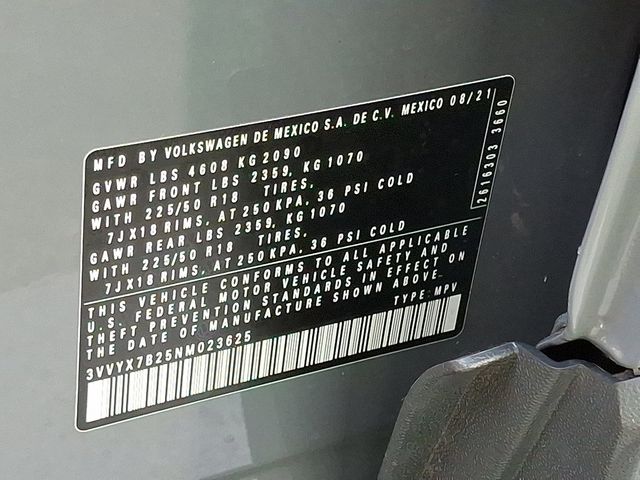 MFD BY VOLKSWAGEN DE MEXICO S.A. DE C.V. MEXICO 08/21
GVWR LBS 4608 KG 2090
GAWR FRONT LBS 2359, KG 1070
WITH 225/50 R18 TIRES,
7JX18 RIMS, AT 250 KPA, 36 PSI COLD
GAWR REAR LBS 2359, KG 1070
WITH 225/50 R18 TIRES,
7JX18 RIMS, AT 250 KPA, 36 PSI COLD
THIS VEHICLE CONFORMS TO ALL APPLICABLE
U.S. FEDERAL MOTOR VEHICLE SAFETY AND
THEFT PREVENTION STANDARDS IN EFFECT ON
THE DATE OF MANUFACTURE SHOWN ABOVE.
3VVYX7B25NM023625 TYPE: MPV
2616303 3660